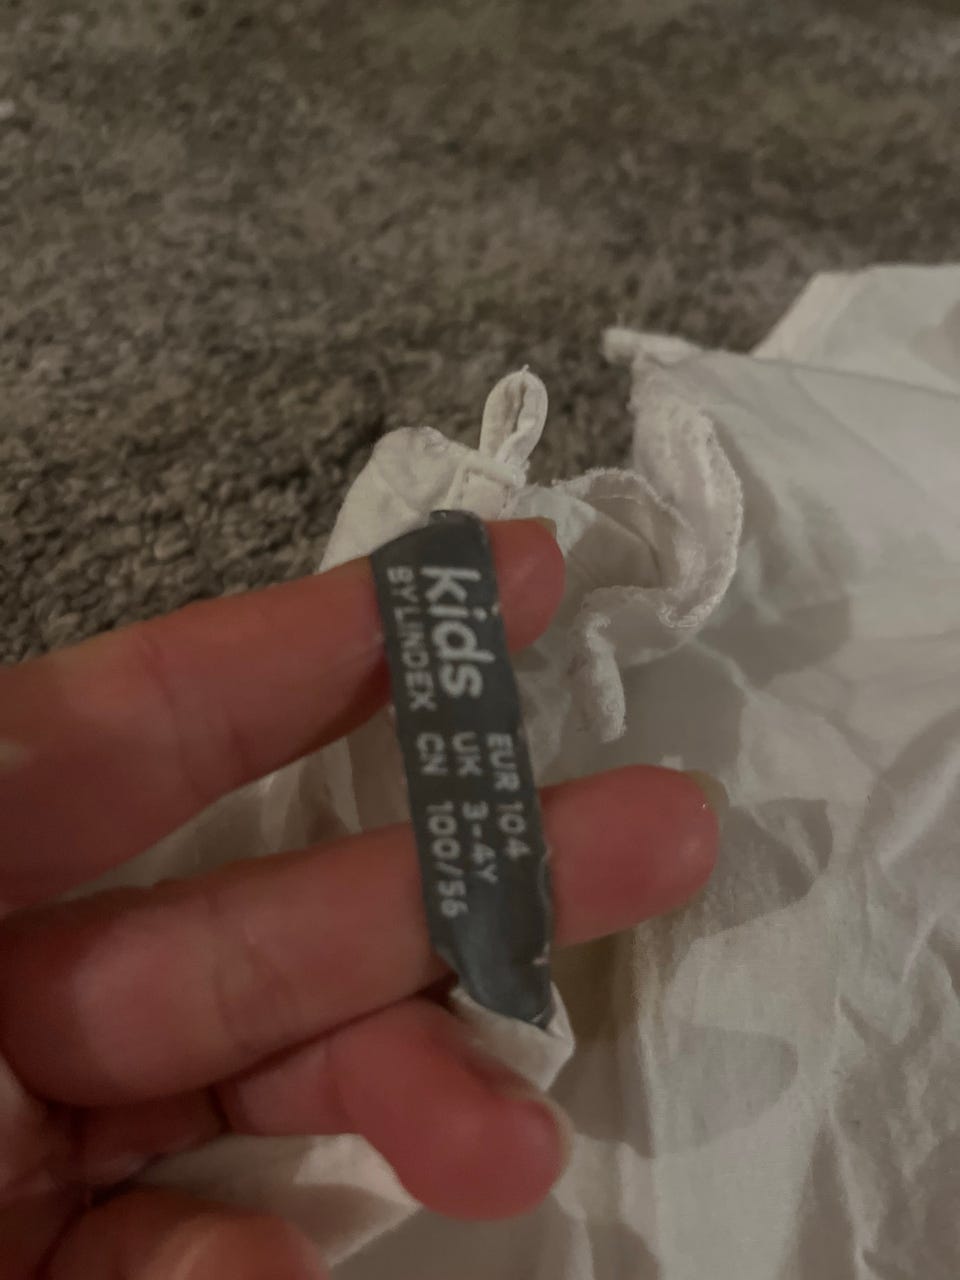 kids
BY LINDEX
EUR 104
UK 3-4Y
CN 100/56